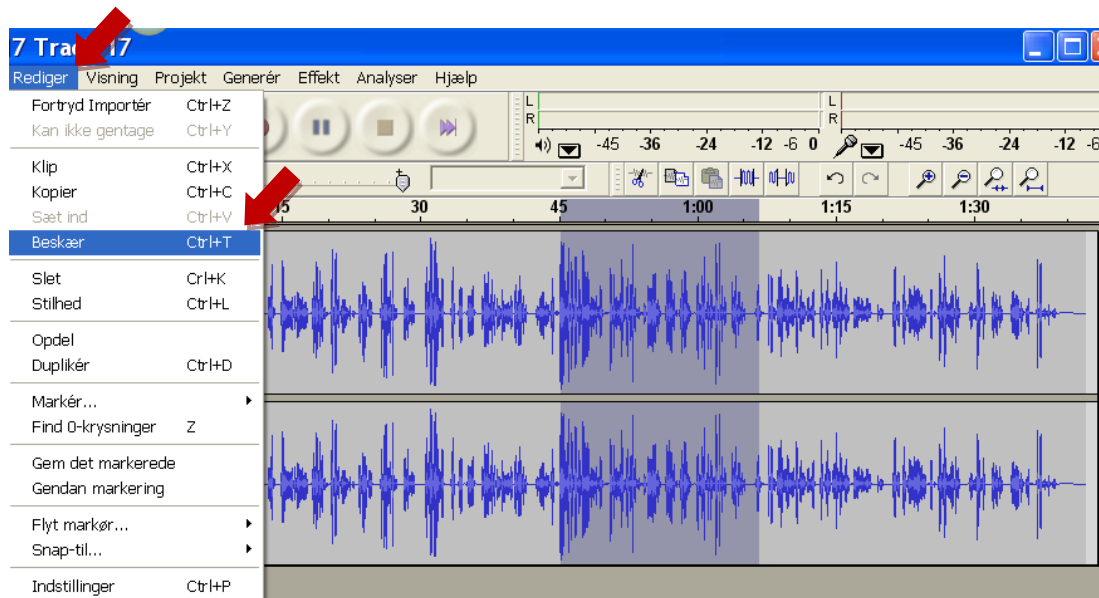 7 Tra 17
Rediger Visning Projekt Generér Effekt Analyser Hjælp
Fortryd Importér Ctrl+Z
Kan ikke gentage Ctrl+Y
Klip Ctrl+X
Kopier Ctrl+C
Sæt ind Ctrl+V
Beskær Ctrl+T
Slet Crl+K
Stilhed Ctrl+L
Opdel
Duplikér Ctrl+D
Markér...
Find 0-krysninger Z
Gem det markerede
Gendan markering
Flyt markør...
Snap-til...
Indstillinger Ctrl+P
L
R
-45 -36 -24 -12 -6 0
L
R
-45 -36 -24 -12 -6
15 30 45 1:00 1:15 1:30